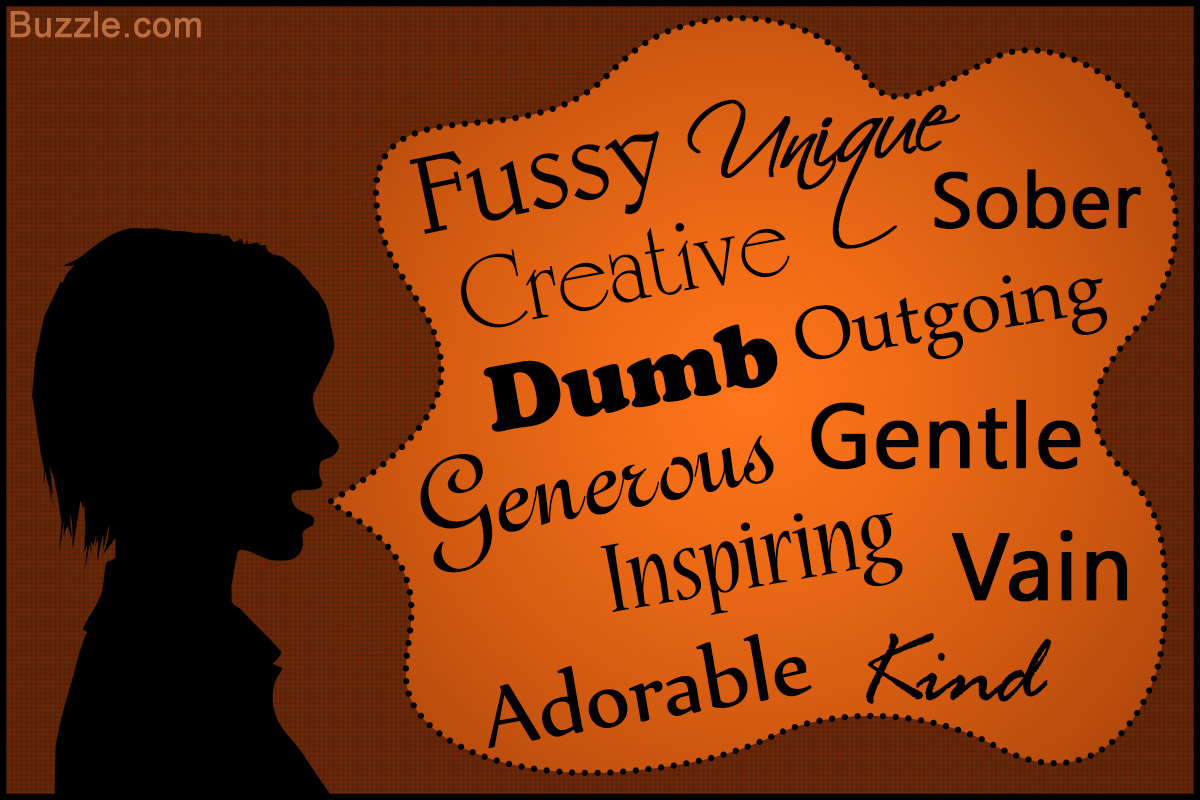 Buzzle.com
Fussy Unique Sober
Creative
Dumb Outgoing
Generous Gentle
Inspiring Vain
Adorable Kind